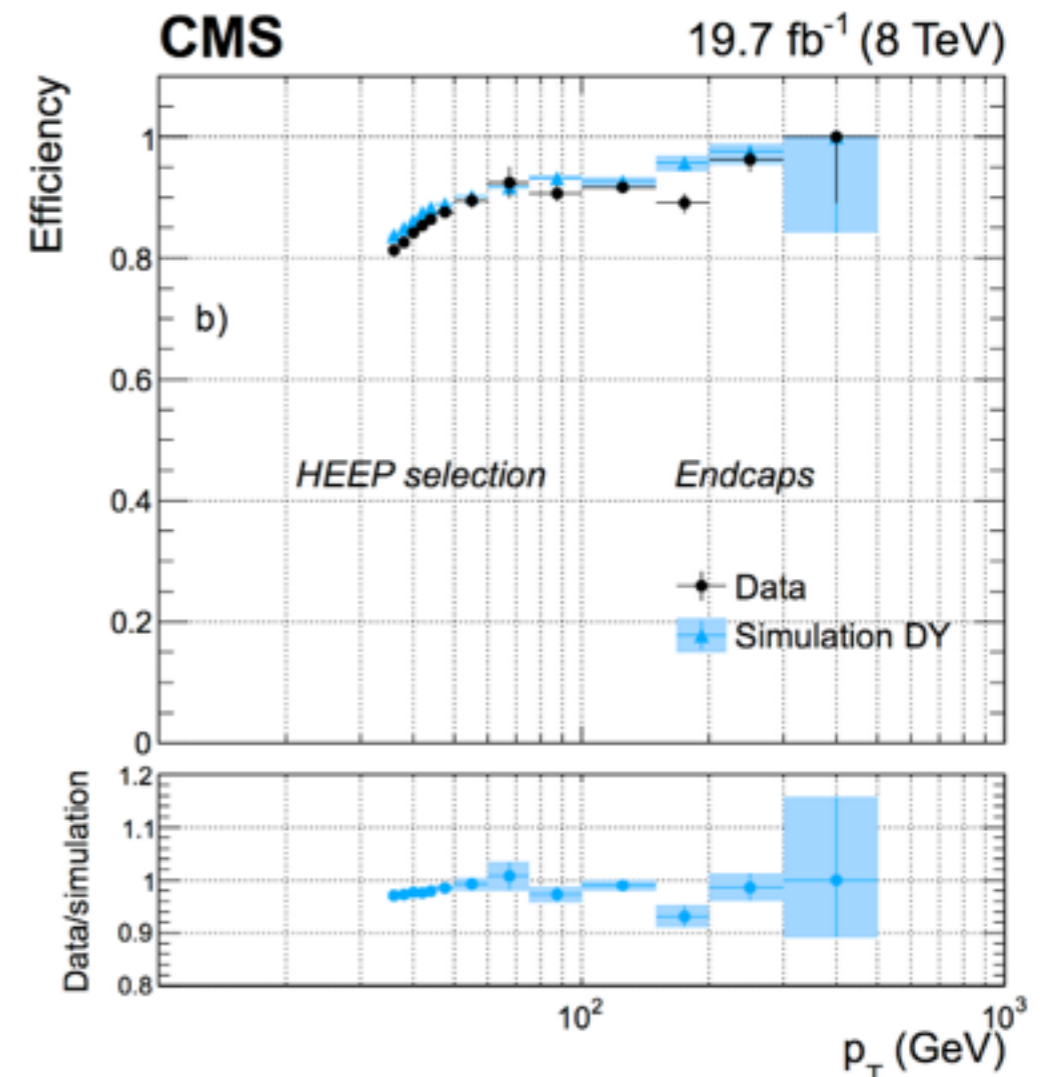 CMS 19.7 fb⁻¹ (8 TeV)
Efficiency
1
0.8
b)
0.6
HEEP selection Endcaps
0.4
Data
0.2
Simulation DY
0
Data/simulation
1.2
1.1
1
0.9
0.8
10² 10³
p_T (GeV)